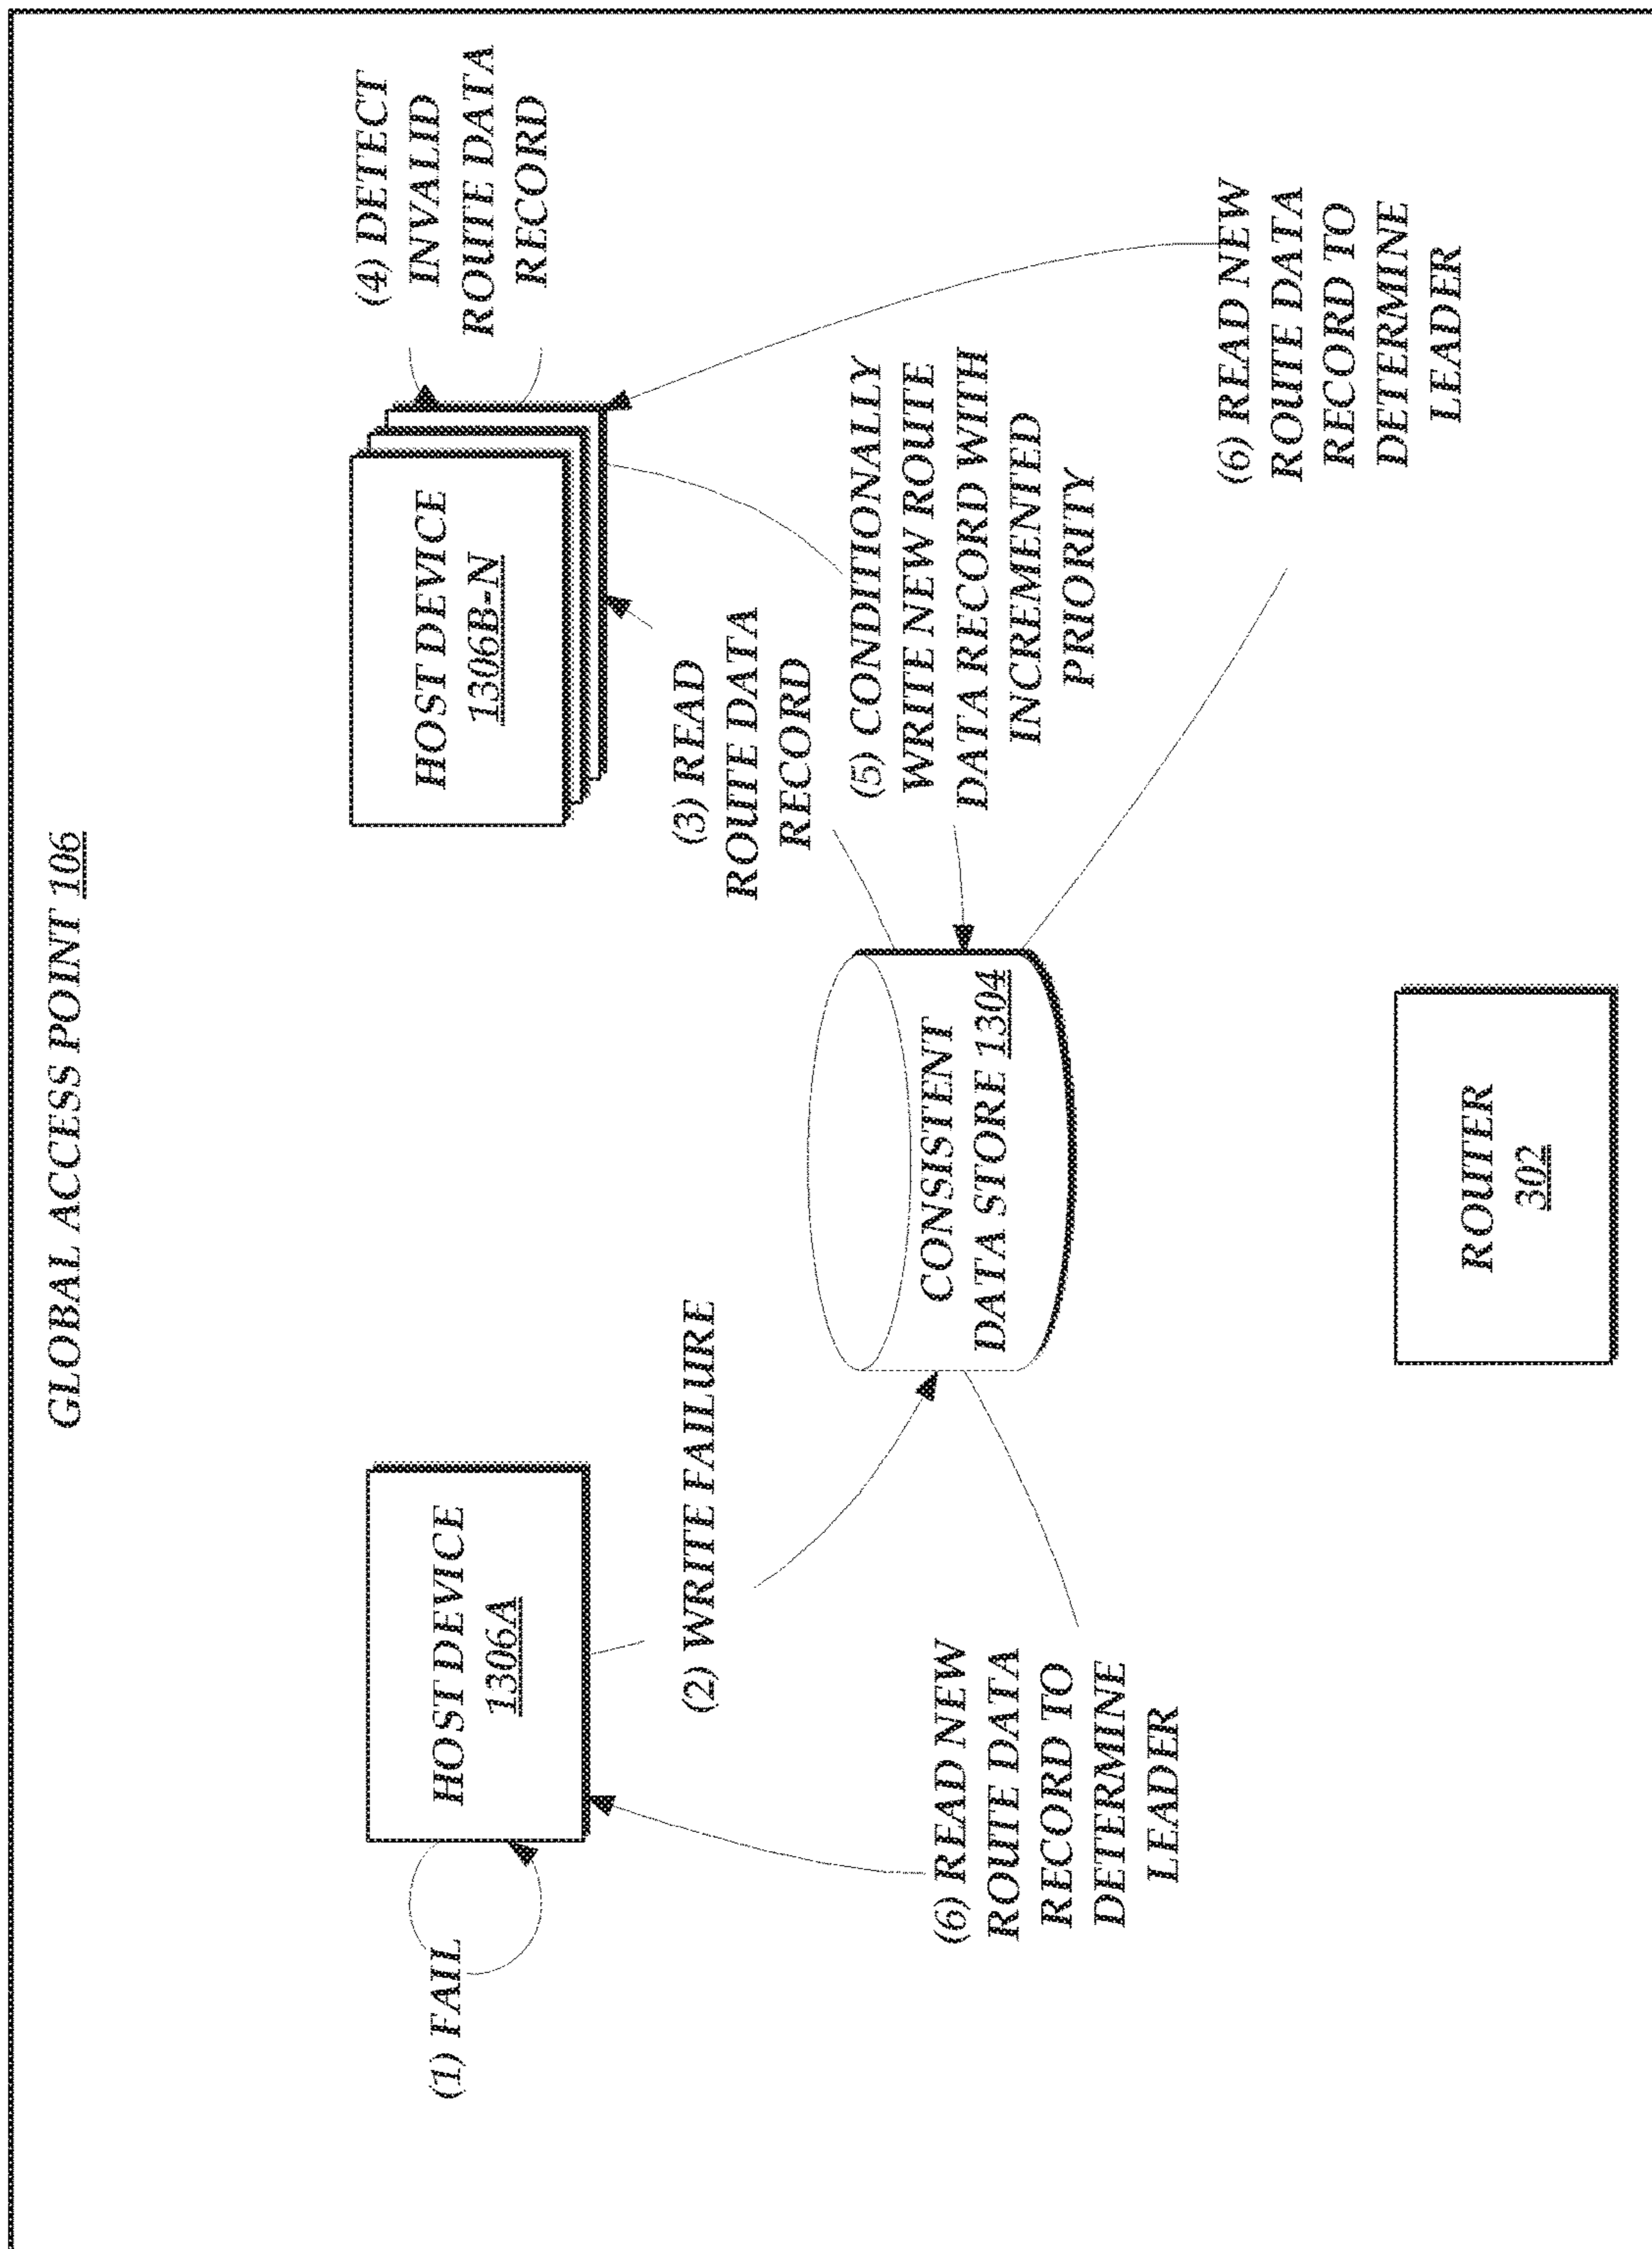 GLOBAL ACCESS POINT 106
(1) FAIL
HOST DEVICE
1306A
HOST DEVICE
1306B-N
(4) DETECT
INVALID
ROUTE DATA
RECORD
(2) WRITE FAILURE
(3) READ
ROUTE DATA
RECORD
(5) CONDITIONALLY
WRITE NEW ROUTE
DATA RECORD WITH
INCREMENTED
PRIORITY
CONSISTENT
DATA STORE 1304
(6) READ NEW
ROUTE DATA
RECORD TO
DETERMINE
LEADER
(6) READ NEW
ROUTE DATA
RECORD TO
DETERMINE
LEADER
ROUTER
302